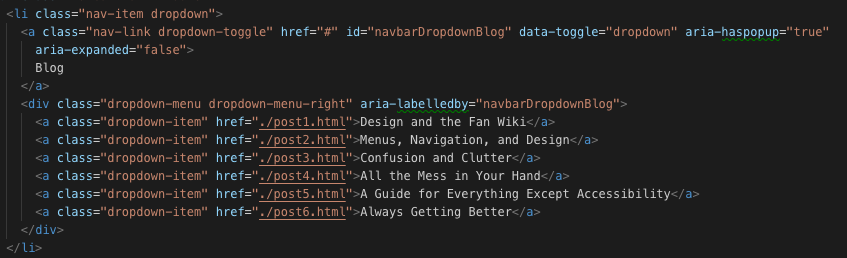 <li class="nav-item dropdown">
<a class="nav-link dropdown-toggle" href="#" id="navbarDropdownBlog" data-toggle="dropdown" aria-haspopup="true"
aria-expanded="false">
Blog
</a>
<div class="dropdown-menu dropdown-menu-right" aria-labelledby="navbarDropdownBlog">
<a class="dropdown-item" href="./post1.html">Design and the Fan Wiki</a>
<a class="dropdown-item" href="./post2.html">Menus, Navigation, and Design</a>
<a class="dropdown-item" href="./post3.html">Confusion and Clutter</a>
<a class="dropdown-item" href="./post4.html">All the Mess in Your Hand</a>
<a class="dropdown-item" href="./post5.html">A Guide for Everything Except Accessibility</a>
<a class="dropdown-item" href="./post6.html">Always Getting Better</a>
</div>
</li>